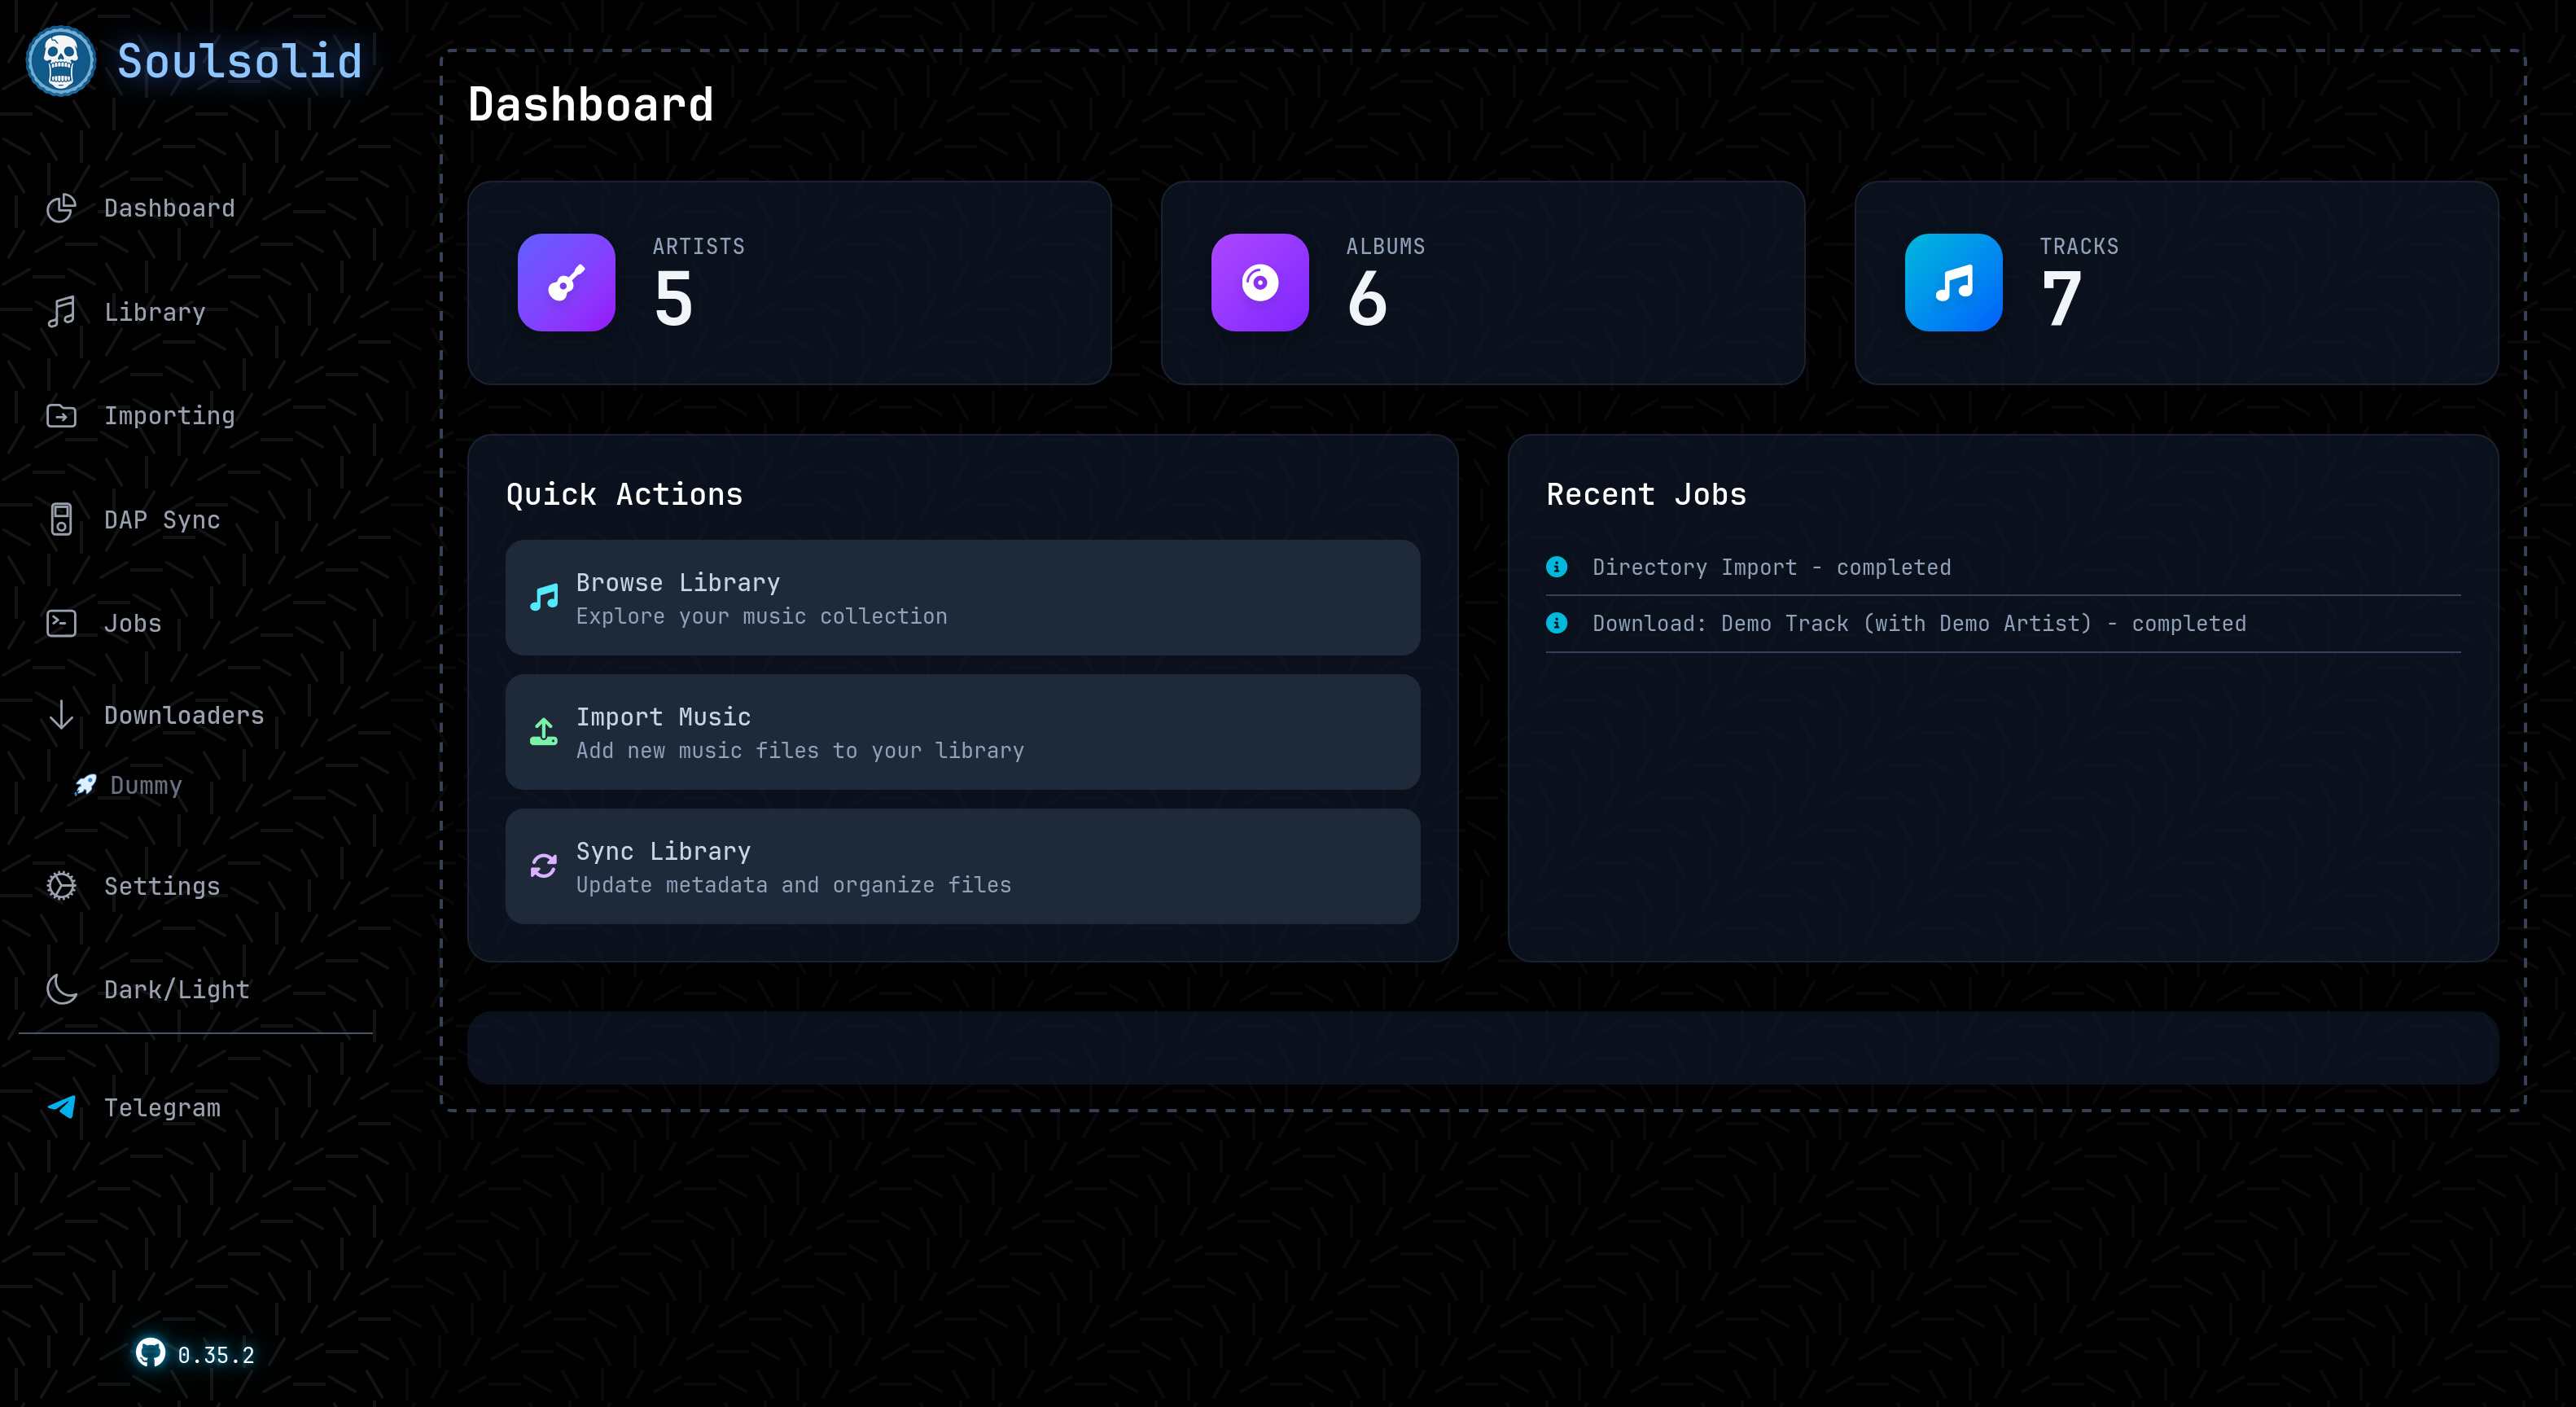 Soulsolid
Dashboard
Library
Importing
DAP Sync
Jobs
Downloaders
Dummy
Settings
Dark/Light
Telegram
0.35.2
Dashboard
ARTISTS
5
ALBUMS
6
TRACKS
7
Quick Actions
Browse Library
Explore your music collection
Import Music
Add new music files to your library
Sync Library
Update metadata and organize files
Recent Jobs
Directory Import - completed
Download: Demo Track (with Demo Artist) - completed